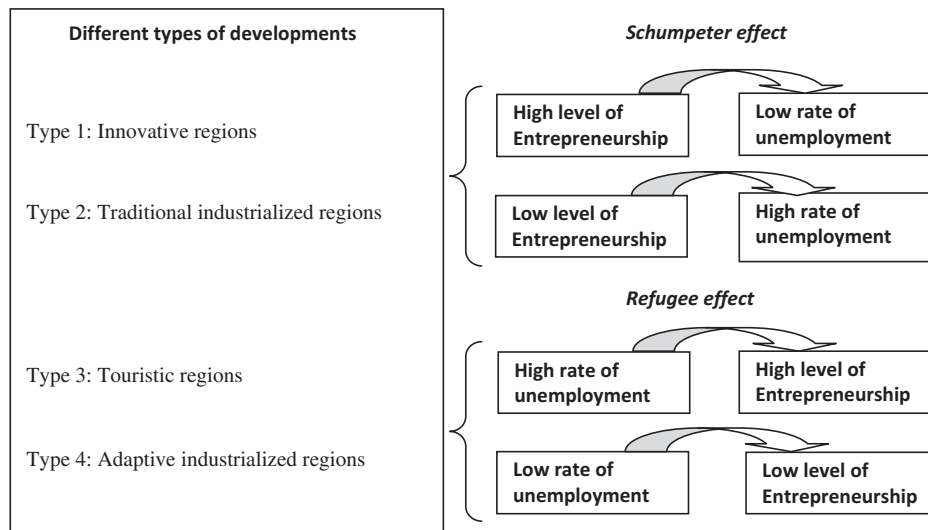 Different types of developments
Type 1: Innovative regions
Type 2: Traditional industrialized regions
Type 3: Touristic regions
Type 4: Adaptive industrialized regions
Schumpeter effect
High level of
Entrepreneurship
Low rate of
unemployment
Low level of
Entrepreneurship
High rate of
unemployment
Refugee effect
High rate of
unemployment
High level of
Entrepreneurship
Low rate of
unemployment
Low level of
Entrepreneurship